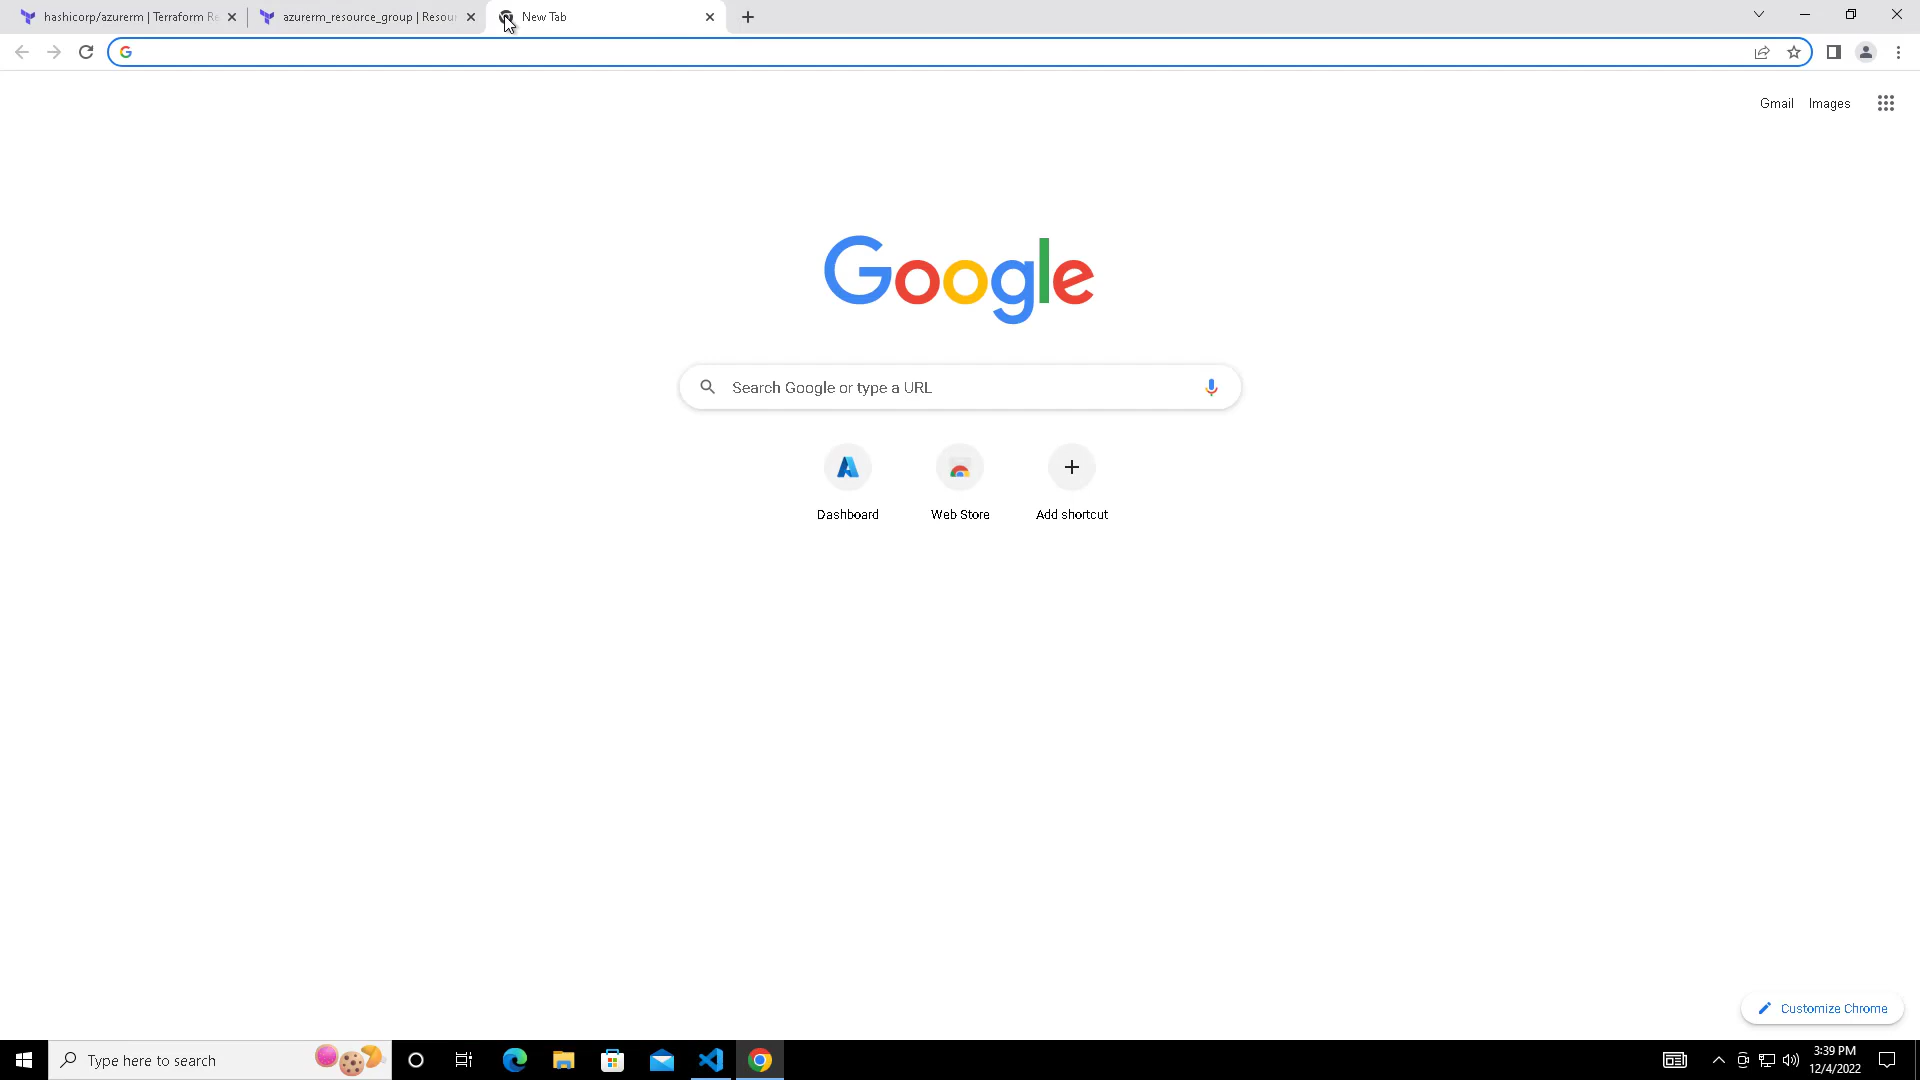 hashicorp/azurerm | Terraform Re
azurerm_resource_group | Resour
New Tab
Gmail
Images
Google
Search Google or type a URL
Dashboard
Web Store
Add shortcut
Customize Chrome
Type here to search
3:39 PM
12/4/2022